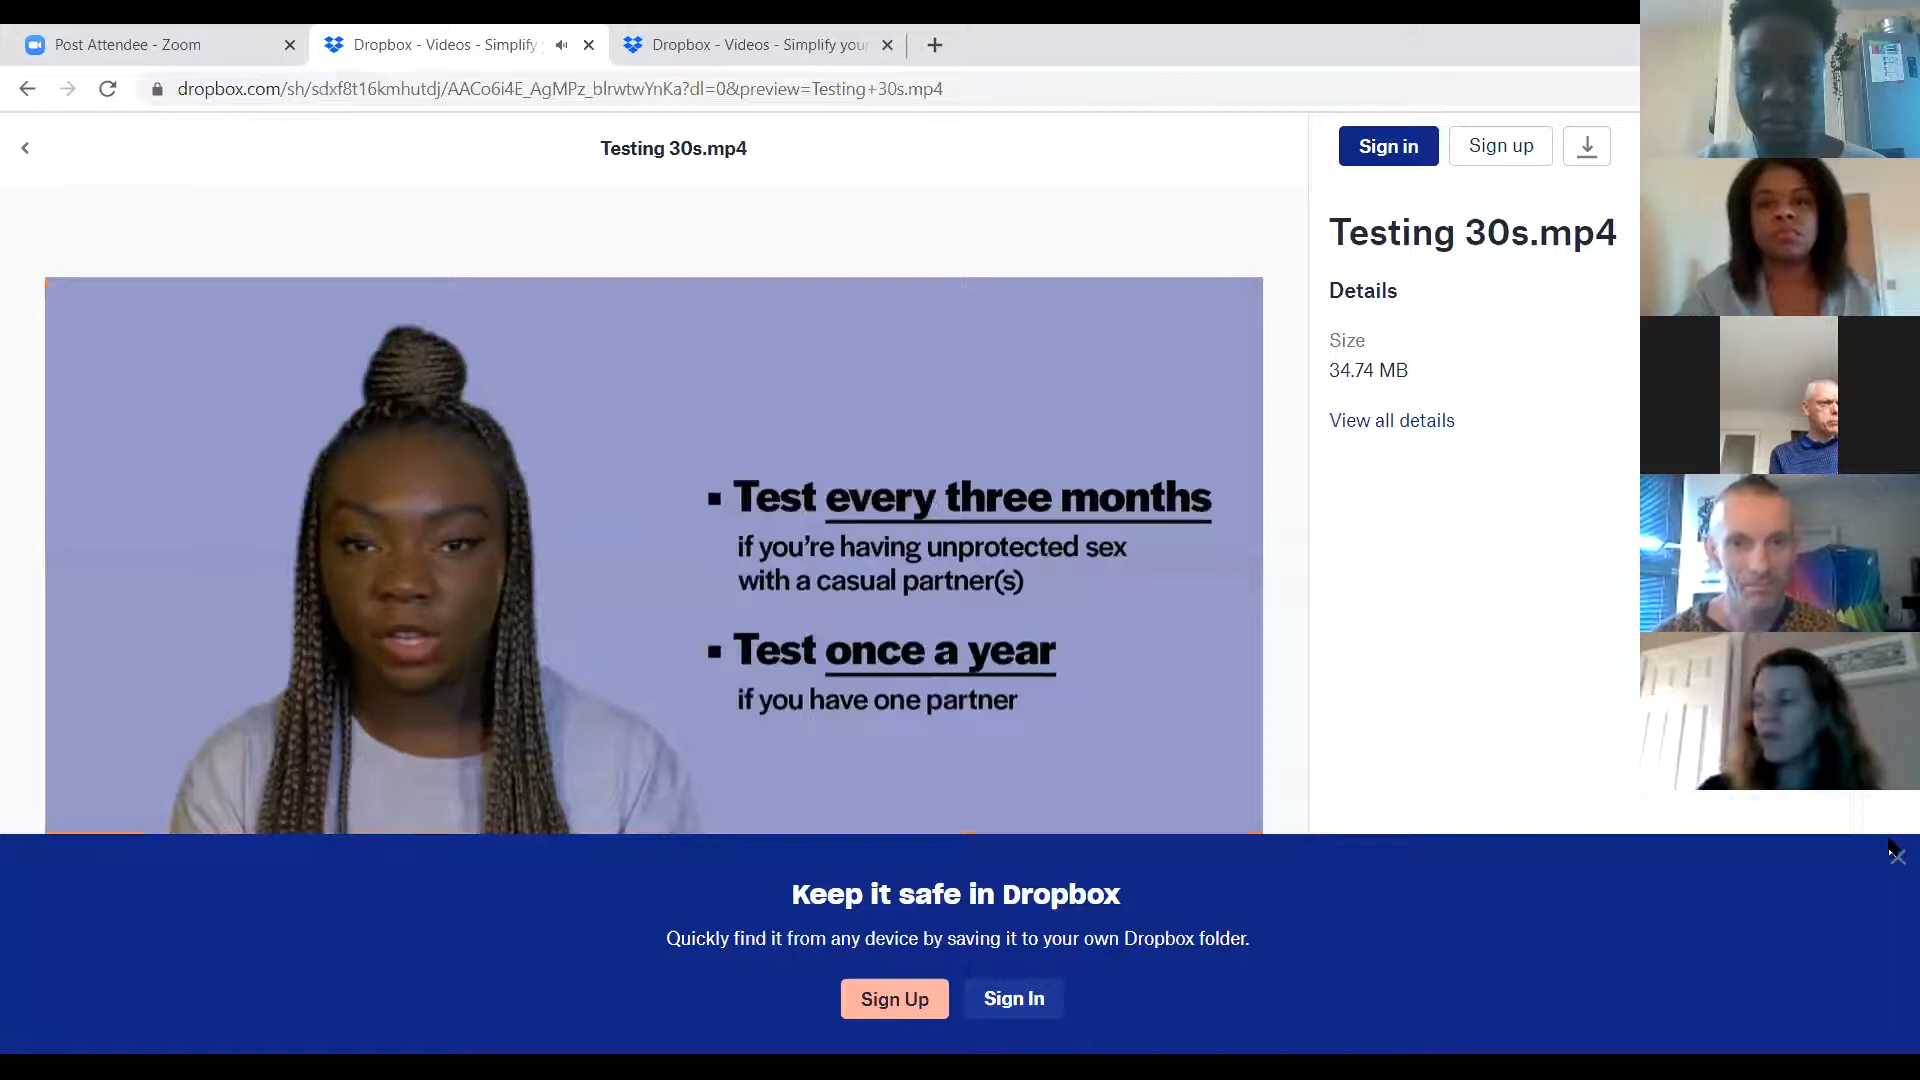 Post Attendee - Zoom
Dropbox - Videos - Simplify
Dropbox - Videos - Simplify your
dropbox.com/sh/sdxf8t16kmhutdj/AACo6i4E_AgMPz_blrwtwYnKa?dl=0&preview=Testing+30s.mp4
Testing 30s.mp4
Sign in
Sign up
Testing 30s.mp4
Details
Size
34.74 MB
View all details
▪ Test every three months
if you're having unprotected sex
with a casual partner(s)
▪ Test once a year
if you have one partner
Keep it safe in Dropbox
Quickly find it from any device by saving it to your own Dropbox folder.
Sign Up
Sign In